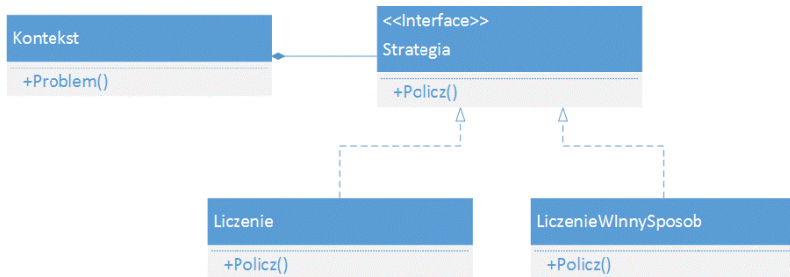 Kontekst
+Problem()
<<Interface>>
Strategia
+Policz()
Liczenie
+Policz()
LiczenieWInnySposob
+Policz()